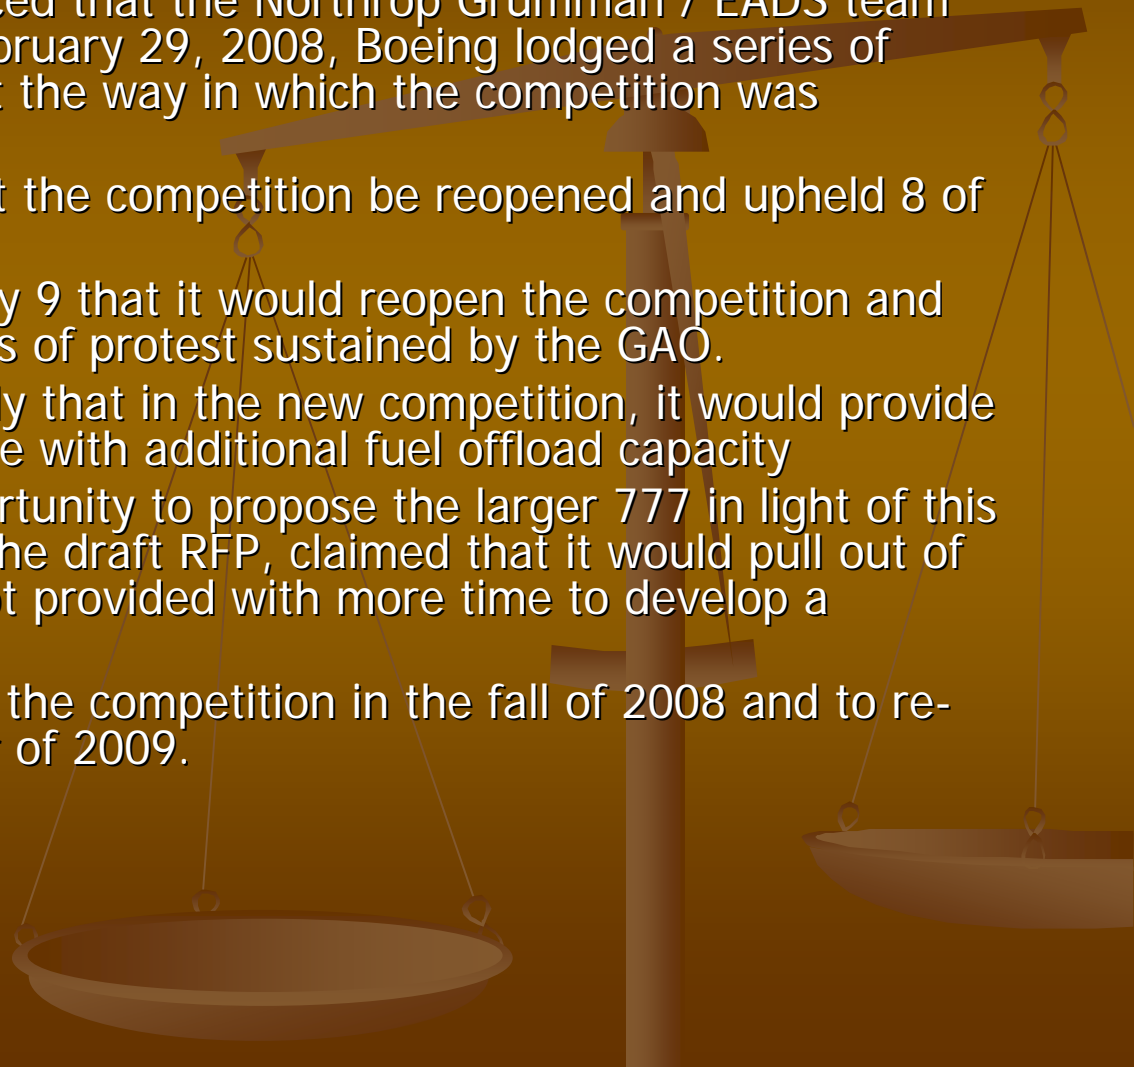 ced that the Northrop Grumman / EADS team
bruary 29, 2008, Boeing lodged a series of
t the way in which the competition was
t the competition be reopened and upheld 8 of
y 9 that it would reopen the competition and
s of protest sustained by the GAO.
ly that in the new competition, it would provide
e with additional fuel offload capacity
rtunity to propose the larger 777 in light of this
he draft RFP, claimed that it would pull out of
ot provided with more time to develop a
the competition in the fall of 2008 and to re-
of 2009.